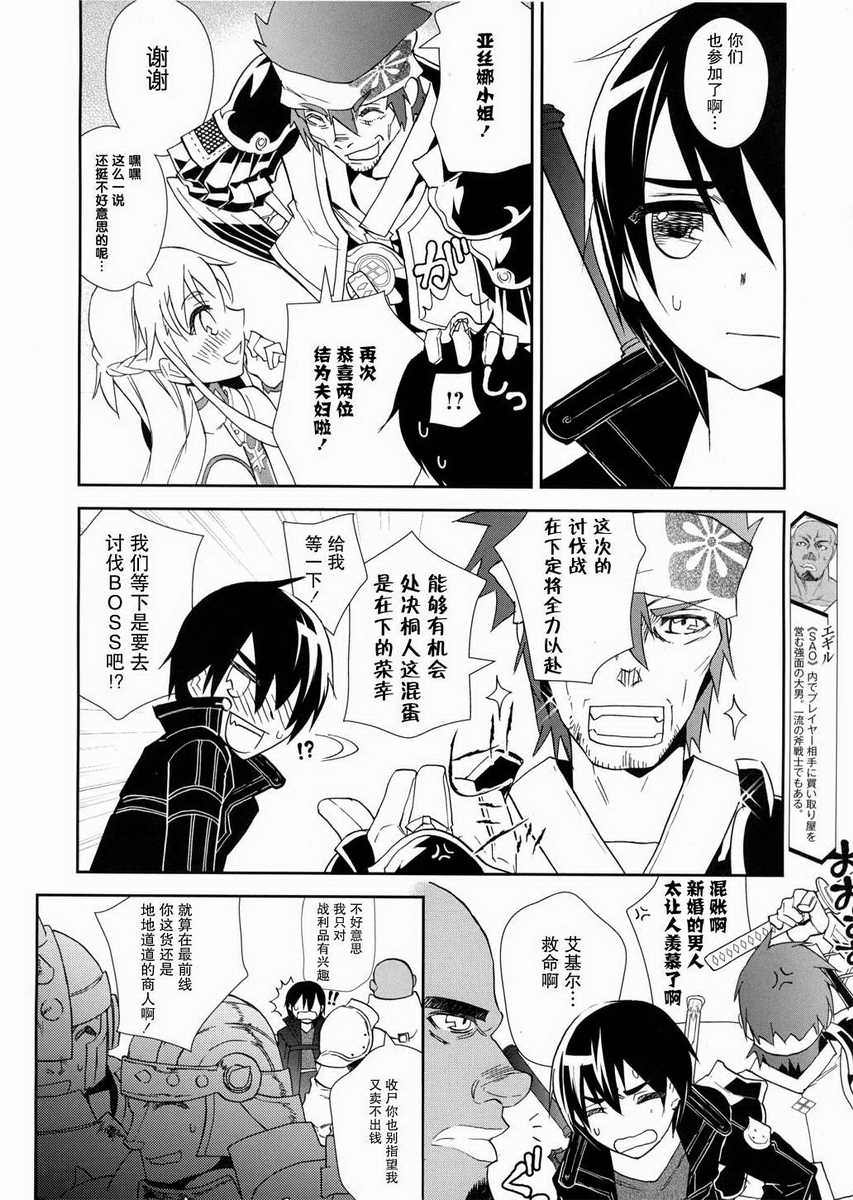 你们
也参加
了啊…
亚丝娜
小姐!
谢谢
嘿嘿
这么一说
还挺不好意
思的呢…
がしっ
!?
再次
恭喜两位
结为夫妇啦!
这次的
讨伐战
在下定将全力以赴
能够有机会
处决桐人这混蛋
是在下的荣幸
给我
等一下!
我们等下是要去
讨伐BOSS吧!?
!?
エギル
《SAO》内でプレイヤー相手に買い取り屋を
営む強面の大男。一流の斧戦士でもある。
混账啊
新婚的男人
太让人羡慕了啊
艾基尔…
救命啊
不好意思
我只对
战利品有兴趣
!!
收尸你也别指望我
又卖不出钱
就算在最前线
你这货还是
地地道道的商人啊!